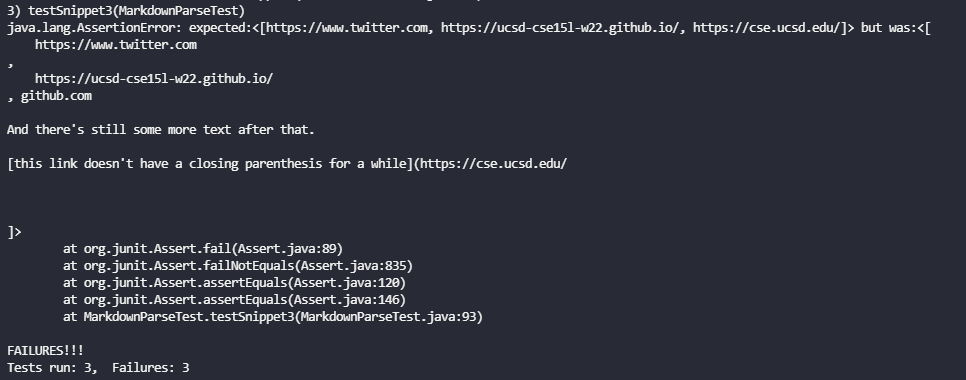 3) testSnippet3(MarkdownParseTest)
java.lang.AssertionError: expected:<[https://www.twitter.com, https://ucsd-cse15l-w22.github.io/, https://cse.ucsd.edu/]> but was:<[
    https://www.twitter.com
,
    https://ucsd-cse15l-w22.github.io/
, github.com
And there's still some more text after that.
[this link doesn't have a closing parenthesis for a while](https://cse.ucsd.edu/
]>
        at org.junit.Assert.fail(Assert.java:89)
        at org.junit.Assert.failNotEquals(Assert.java:835)
        at org.junit.Assert.assertEquals(Assert.java:120)
        at org.junit.Assert.assertEquals(Assert.java:146)
        at MarkdownParseTest.testSnippet3(MarkdownParseTest.java:93)
FAILURES!!!
Tests run: 3,  Failures: 3